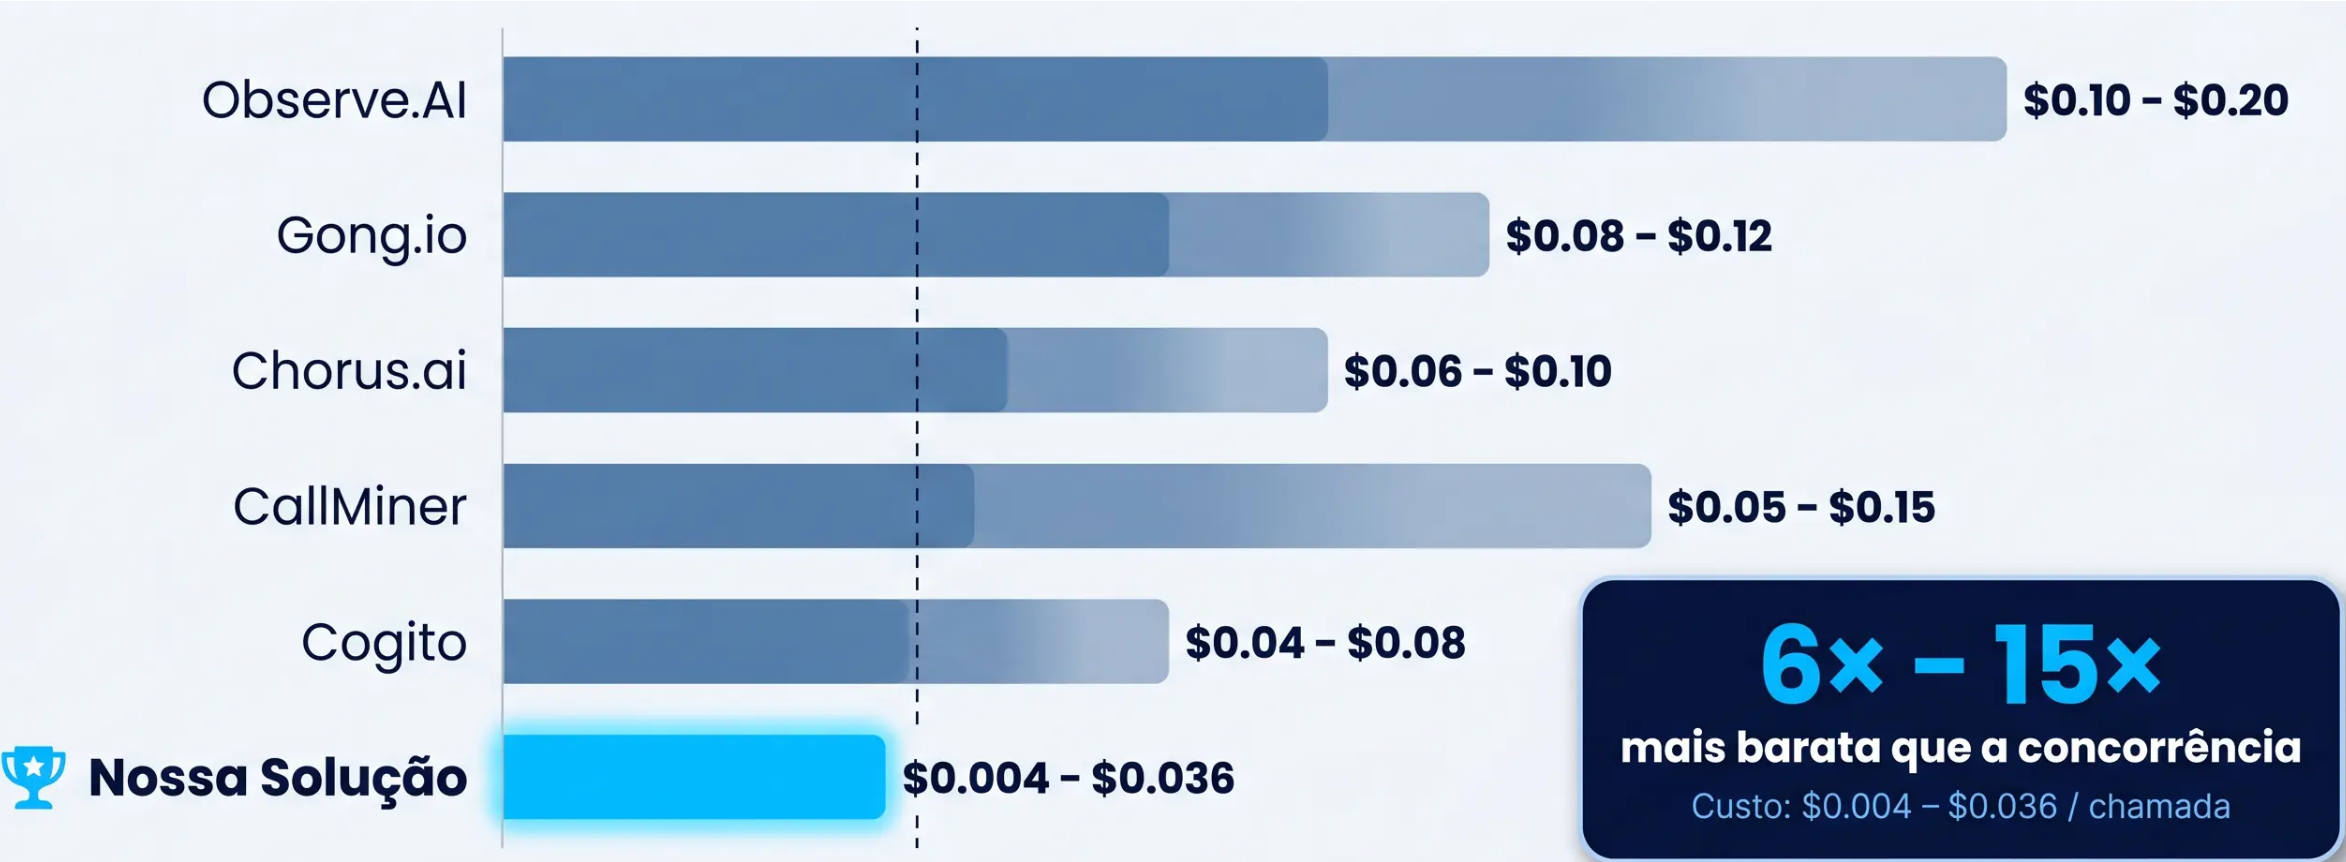 Observe.AI $0.10 – $0.20
Gong.io $0.08 – $0.12
Chorus.ai $0.06 – $0.10
CallMiner $0.05 – $0.15
Cogito $0.04 – $0.08
Nossa Solução $0.004 – $0.036
6× – 15×
mais barata que a concorrência
Custo: $0.004 – $0.036 / chamada